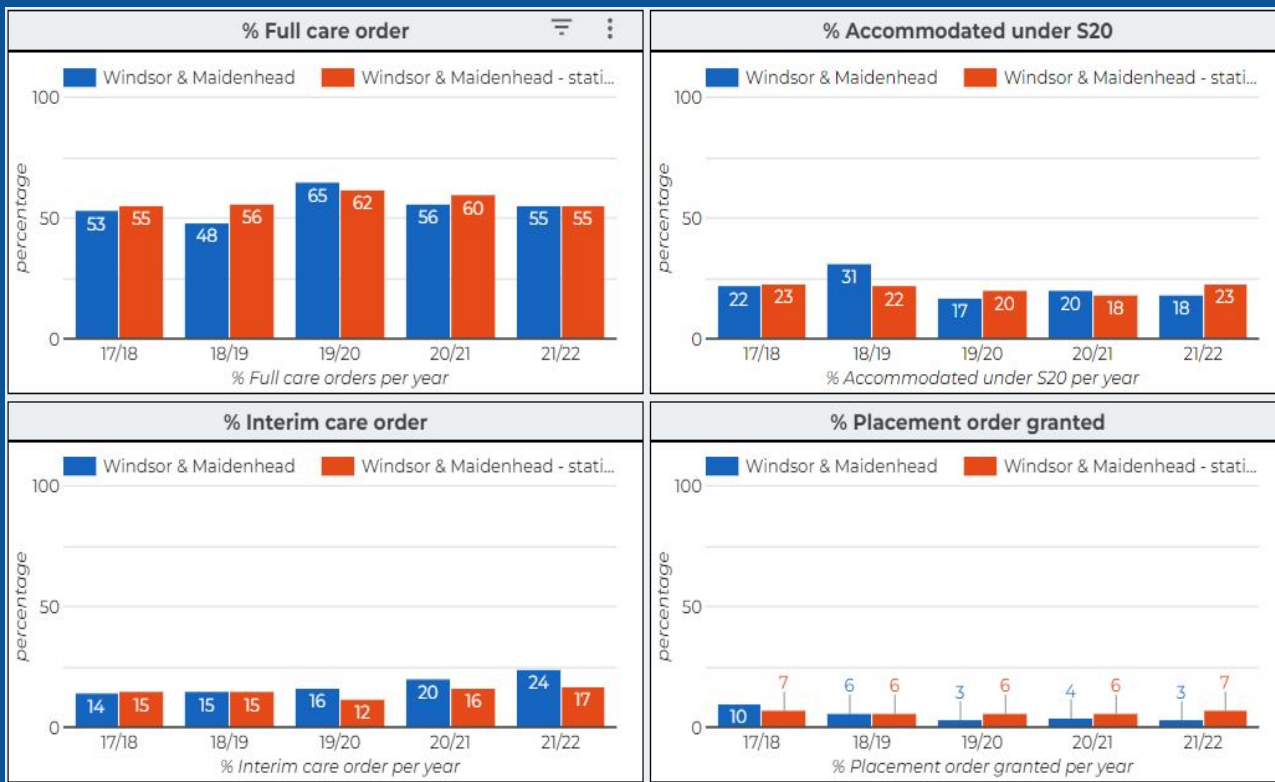 % Full care order
Windsor & Maidenhead Windsor & Maidenhead - stati...
100
percentage
50
0
53 55 48 56 65 62 56 60 55 55
17/18 18/19 19/20 20/21 21/22
% Full care orders per year
% Accommodated under S20
Windsor & Maidenhead Windsor & Maidenhead - stati...
100
percentage
50
0
22 23 31 22 17 20 20 18 18 23
17/18 18/19 19/20 20/21 21/22
% Accommodated under S20 per year
% Interim care order
Windsor & Maidenhead Windsor & Maidenhead - stati...
100
percentage
50
0
14 15 15 15 16 12 20 16 24 17
17/18 18/19 19/20 20/21 21/22
% Interim care order per year
% Placement order granted
Windsor & Maidenhead Windsor & Maidenhead - stati...
100
percentage
50
0
10 7 6 6 3 6 4 6 3 7
17/18 18/19 19/20 20/21 21/22
% Placement order granted per year